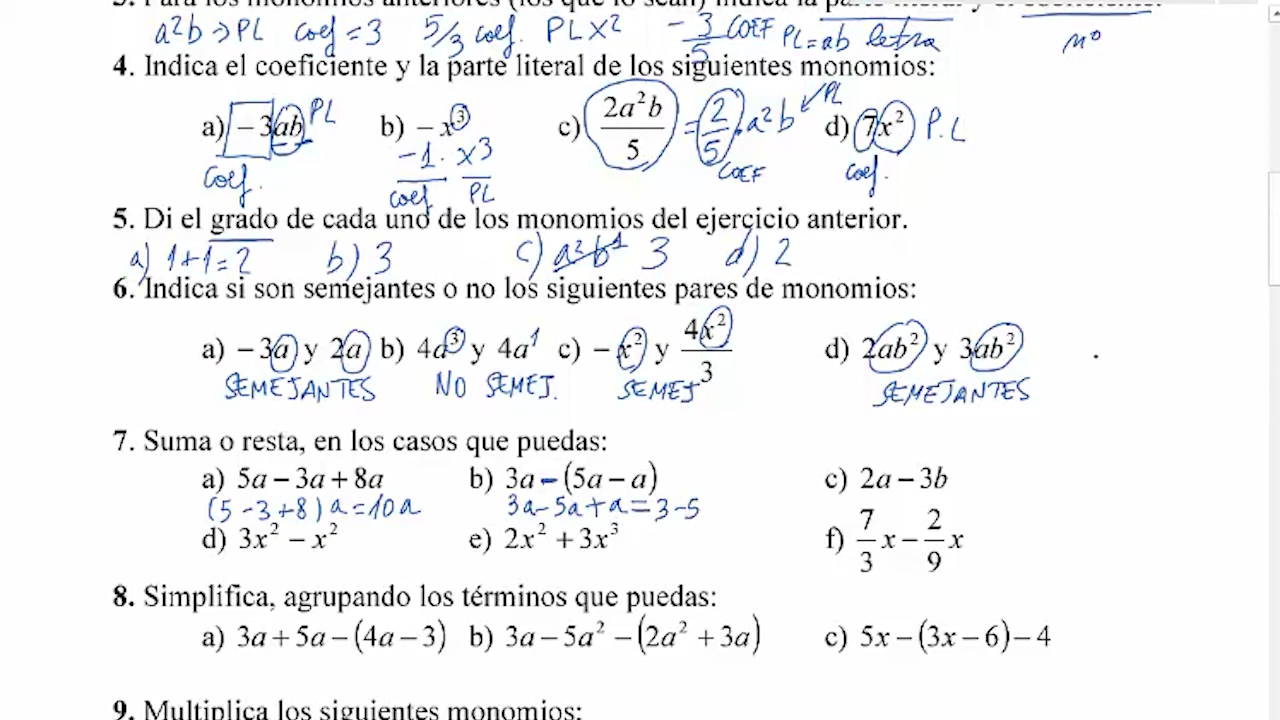 a2b → PL coef = 3 5/3 coef. PL x2 - 3/5 COEF PL = ab letra nº
4. Indica el coeficiente y la parte literal de los siguientes monomios:
a) -3ab PL b) -x³ c) 2a²b/5 = 2/5 · a²b PL d) 7x² P.L
coef. -1 · x3 COEF coef.
coef PL
5. Di el grado de cada uno de los monomios del ejercicio anterior.
a) 1+1=2 b) 3 c) a²b¹ 3 d) 2
6. Indica si son semejantes o no los siguientes pares de monomios:
a) -3a y 2a b) 4a³ y 4a¹ c) -x² y 4x²/3 d) 2ab² y 3ab² .
SEMEJANTES NO SEMEJ. SEMEJ SEMEJANTES
7. Suma o resta, en los casos que puedas:
a) 5a - 3a + 8a b) 3a - (5a - a) c) 2a - 3b
(5-3+8)a = 10a 3a-5a+a = 3-5
d) 3x² - x² e) 2x² + 3x³ f) 7/3 x - 2/9 x
8. Simplifica, agrupando los términos que puedas:
a) 3a + 5a - (4a - 3) b) 3a - 5a² - (2a² + 3a) c) 5x - (3x - 6) - 4
9. Multiplica los siguientes monomios: